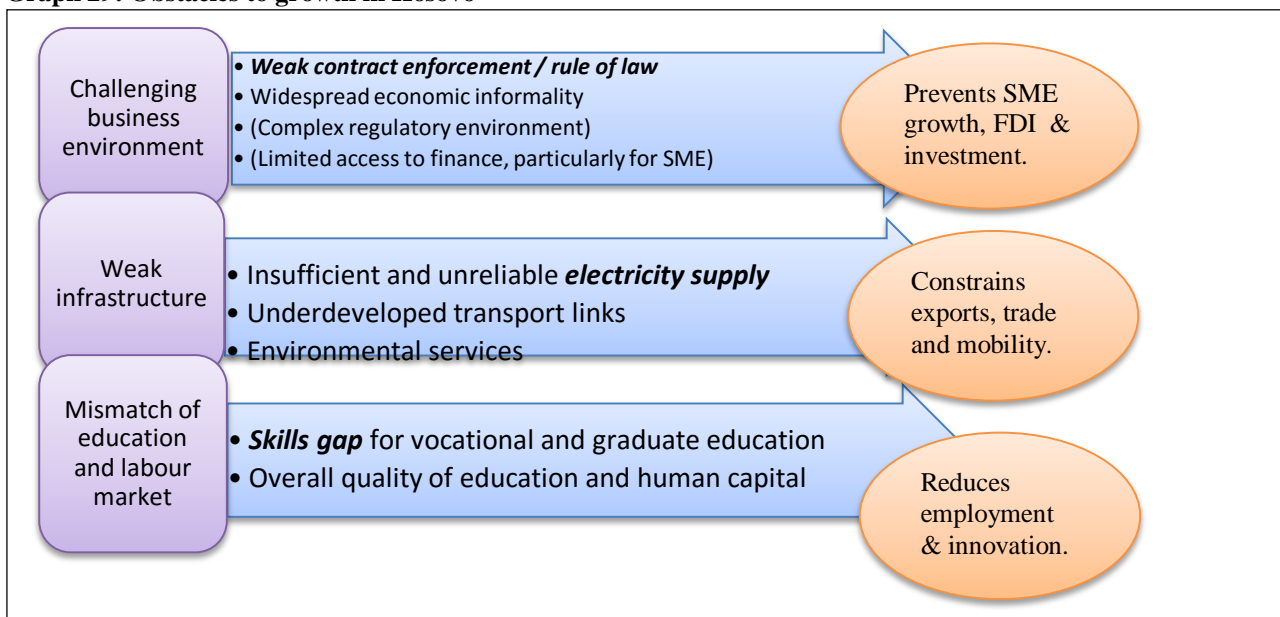 Challenging
business
environment
• Weak contract enforcement / rule of law
• Widespread economic informality
• (Complex regulatory environment)
• (Limited access to finance, particularly for SME)
Prevents SME
growth, FDI &
investment.
Weak
infrastructure
• Insufficient and unreliable electricity supply
• Underdeveloped transport links
• Environmental services
Constrains
exports, trade
and mobility.
Mismatch of
education
and labour
market
• Skills gap for vocational and graduate education
• Overall quality of education and human capital
Reduces
employment
& innovation.